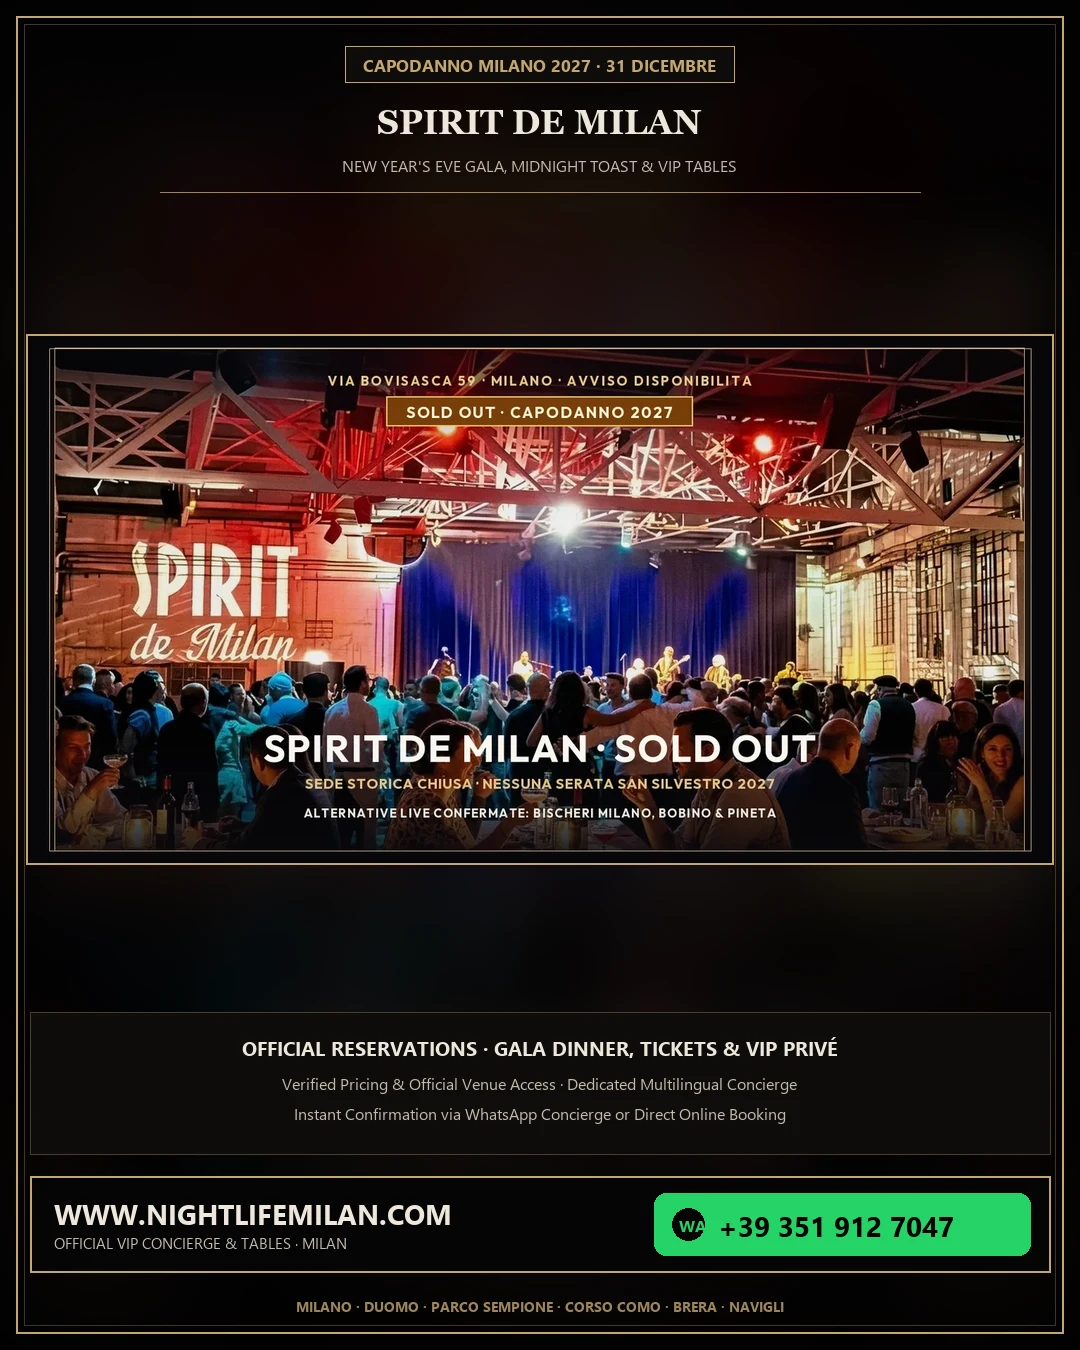 CAPODANNO MILANO 2027 · 31 DICEMBRE
SPIRIT DE MILAN
NEW YEAR'S EVE GALA, MIDNIGHT TOAST & VIP TABLES
VIA BOVISASCA 59 · MILANO · AVVISO DISPONIBILITA
SOLD OUT · CAPODANNO 2027
SPIRIT
de Milan
SPIRIT DE MILAN · SOLD OUT
SEDE STORICA CHIUSA · NESSUNA SERATA SAN SILVESTRO 2027
ALTERNATIVE LIVE CONFERMATE: BISCHERI MILANO, BOBINO & PINETA
OFFICIAL RESERVATIONS · GALA DINNER, TICKETS & VIP PRIVÉ
Verified Pricing & Official Venue Access · Dedicated Multilingual Concierge
Instant Confirmation via WhatsApp Concierge or Direct Online Booking
WWW.NIGHTLIFEMILAN.COM
OFFICIAL VIP CONCIERGE & TABLES · MILAN
WA +39 351 912 7047
MILANO · DUOMO · PARCO SEMPIONE · CORSO COMO · BRERA · NAVIGLI